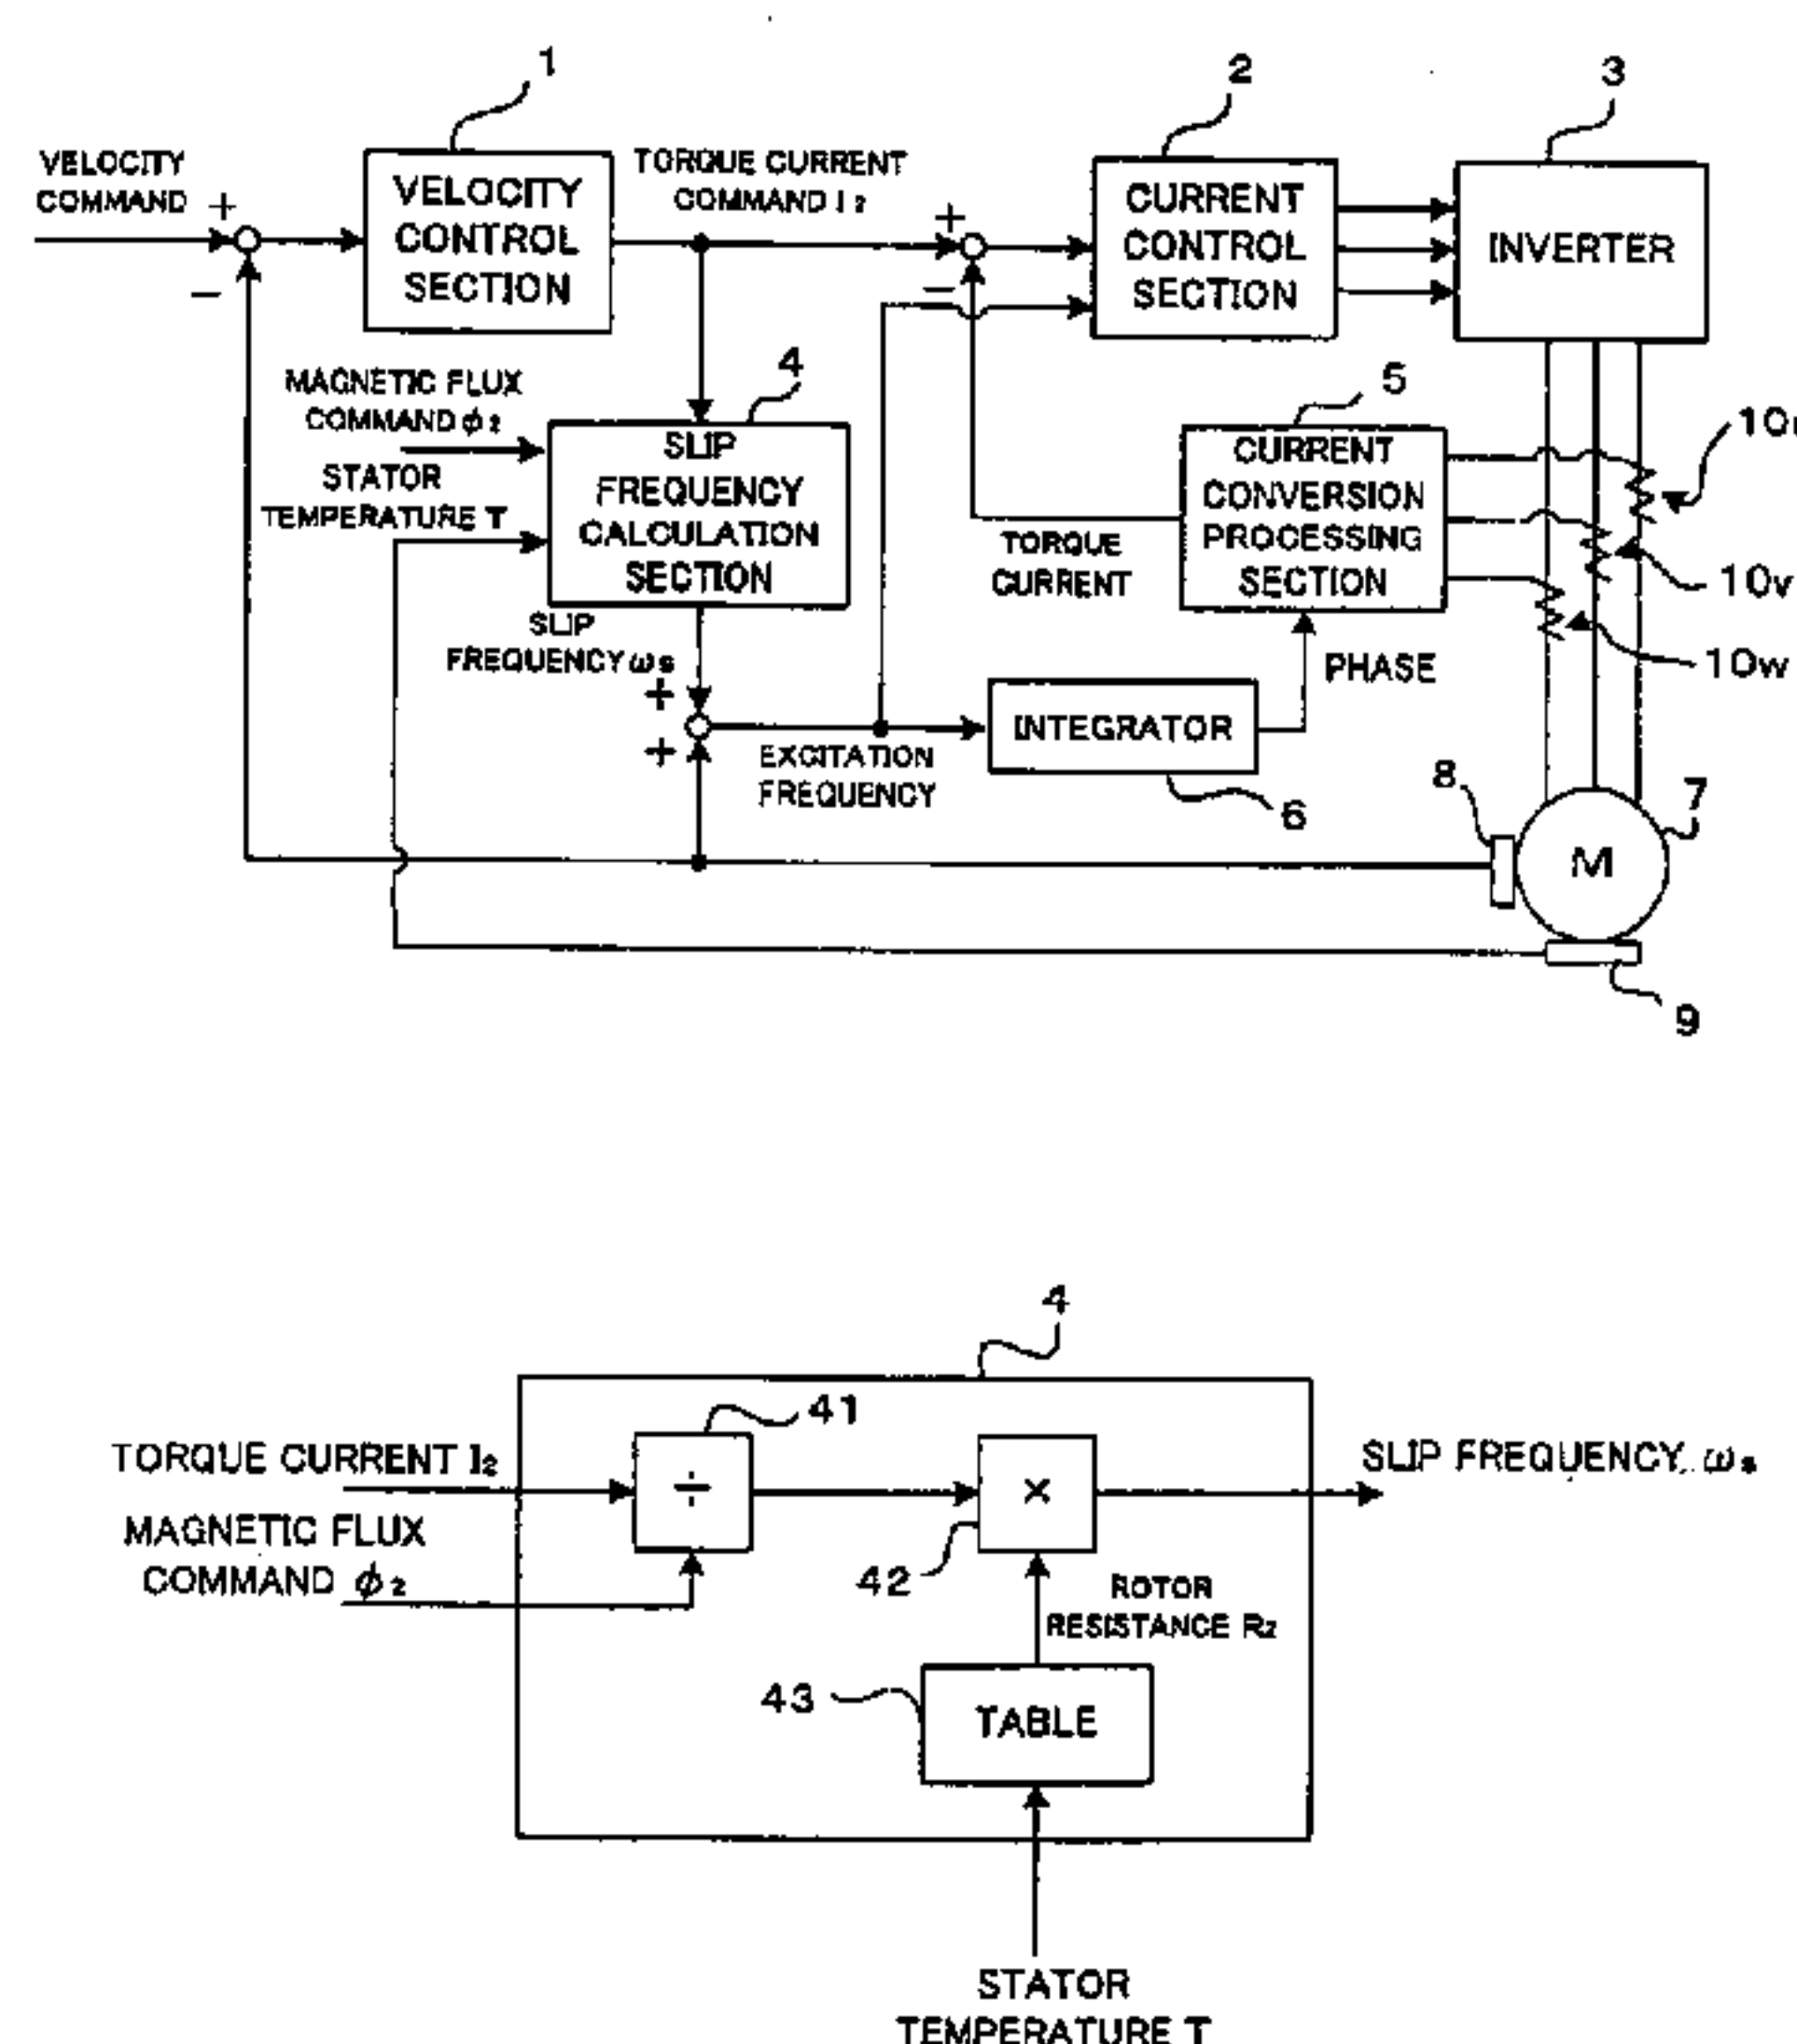 1
2
3
VELOCITY
COMMAND
+
−
VELOCITY
CONTROL
SECTION
TORQUE CURRENT
COMMAND I₂
+
−
CURRENT
CONTROL
SECTION
INVERTER
MAGNETIC FLUX
COMMAND ϕ₂
STATOR
TEMPERATURE T
4
SLIP
FREQUENCY
CALCULATION
SECTION
5
CURRENT
CONVERSION
PROCESSING
SECTION
10v
10w
TORQUE
CURRENT
SLIP
FREQUENCY ωs
+
+
EXCITATION
FREQUENCY
INTEGRATOR
6
PHASE
8
M
7
9
4
TORQUE CURRENT I₂
MAGNETIC FLUX
COMMAND ϕ₂
41
÷
42
×
SLIP FREQUENCY ωs
ROTOR
RESISTANCE R₂
43
TABLE
STATOR
TEMPERATURE T